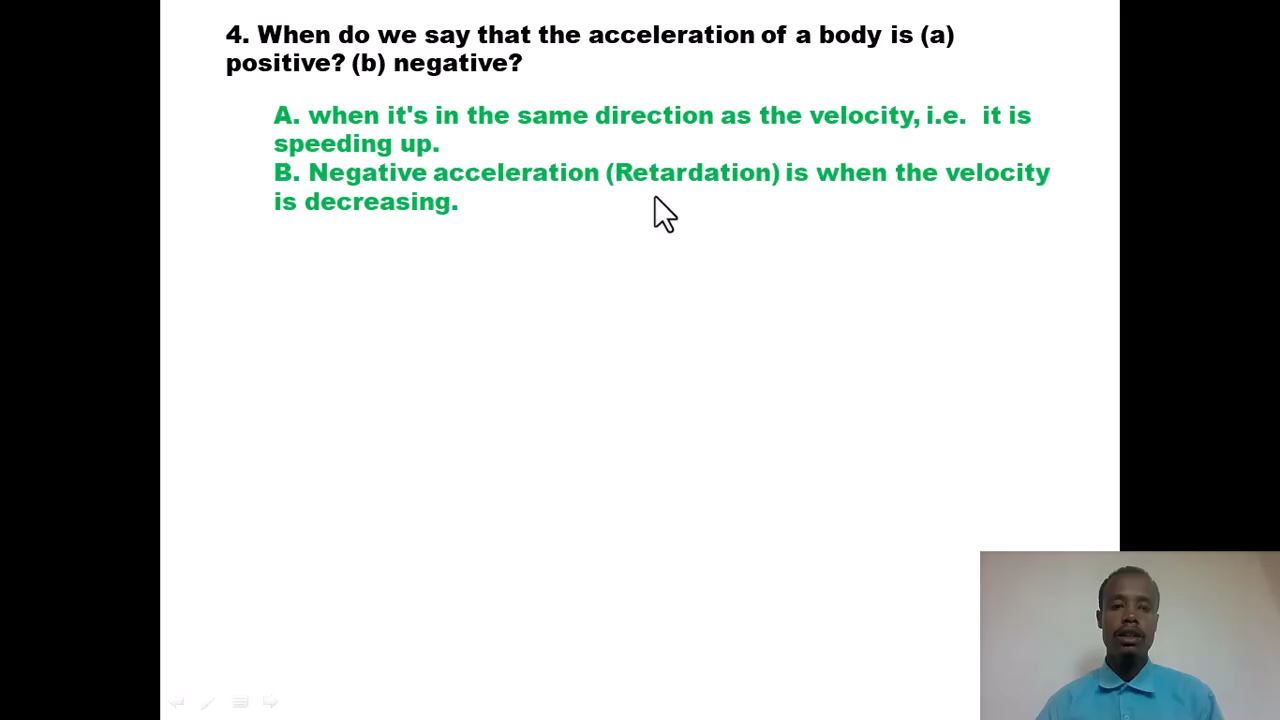 4. When do we say that the acceleration of a body is (a)
positive? (b) negative?
A. when it's in the same direction as the velocity, i.e.  it is
speeding up.
B. Negative acceleration (Retardation) is when the velocity
is decreasing.